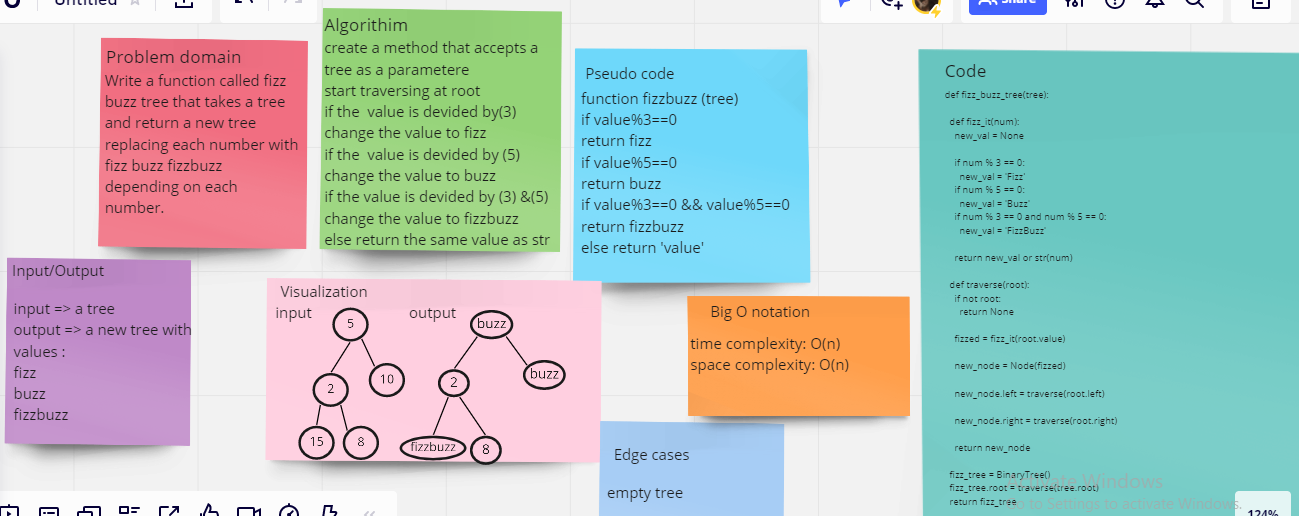 Untitled
Share
Problem domain
Write a function called fizz
buzz tree that takes a tree
and return a new tree
replacing each number with
fizz buzz fizzbuzz
depending on each
number.
Algorithim
create a method that accepts a
tree as a parametere
start traversing at root
if the value is devided by(3)
change the value to fizz
if the value is devided by (5)
change the value to buzz
if the value is devided by (3) &(5)
change the value to fizzbuzz
else return the same value as str
Pseudo code
function fizzbuzz (tree)
if value%3==0
return fizz
if value%5==0
return buzz
if value%3==0 && value%5==0
return fizzbuzz
else return 'value'
Input/Output
input => a tree
output => a new tree with
values :
fizz
buzz
fizzbuzz
Visualization
input
output
5
2
10
15
8
buzz
2
buzz
fizzbuzz
8
Big O notation
time complexity: O(n)
space complexity: O(n)
Edge cases
empty tree
Code
def fizz_buzz_tree(tree):
def fizz_it(num):
new_val = None
if num % 3 == 0:
new_val = 'Fizz'
if num % 5 == 0:
new_val = 'Buzz'
if num % 3 == 0 and num % 5 == 0:
new_val = 'FizzBuzz'
return new_val or str(num)
def traverse(root):
if not root:
return None
fizzed = fizz_it(root.value)
new_node = Node(fizzed)
new_node.left = traverse(root.left)
new_node.right = traverse(root.right)
return new_node
fizz_tree = BinaryTree()
fizz_tree.root = traverse(tree.root)
return fizz_tree
Activate Windows
Go to Settings to activate Windows.
124%